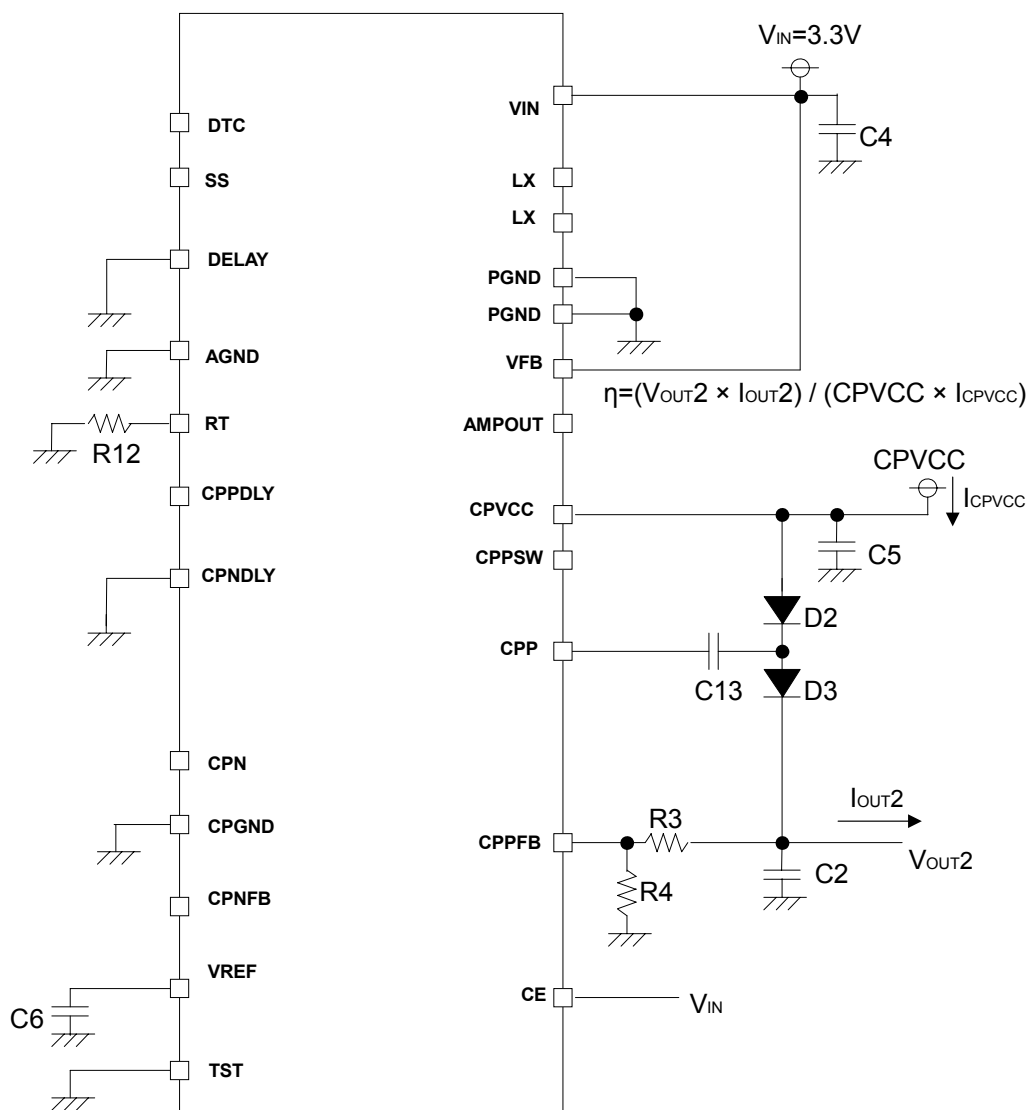 VIN=3.3V
VIN
DTC
C4
SS
LX
LX
DELAY
PGND
PGND
AGND
VFB
η=(VOUT2 × IOUT2) / (CPVCC × ICPVCC)
RT
AMPOUT
R12
CPVCC
ICPVCC
CPPDLY
CPVCC
C5
CPPSW
CPNDLY
D2
CPP
C13
D3
CPN
IOUT2
CPGND
R3
CPPFB
VOUT2
C2
R4
CPNFB
VREF
CE
VIN
C6
TST